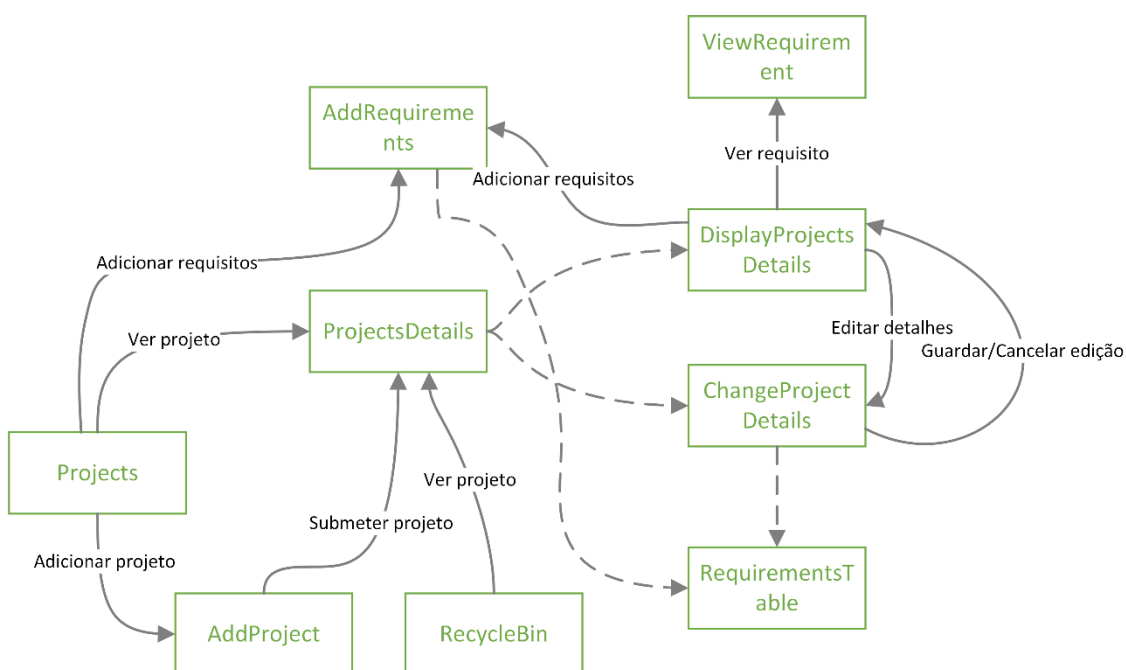 ViewRequirem
ent
AddRequireme
nts
Ver requisito
Adicionar requisitos
DisplayProjects
Details
Adicionar requisitos
Ver projeto
ProjectsDetails
Editar detalhes
Guardar/Cancelar edição
ChangeProject
Details
Projects
Ver projeto
Submeter projeto
Adicionar projeto
RequirementsT
able
AddProject
RecycleBin